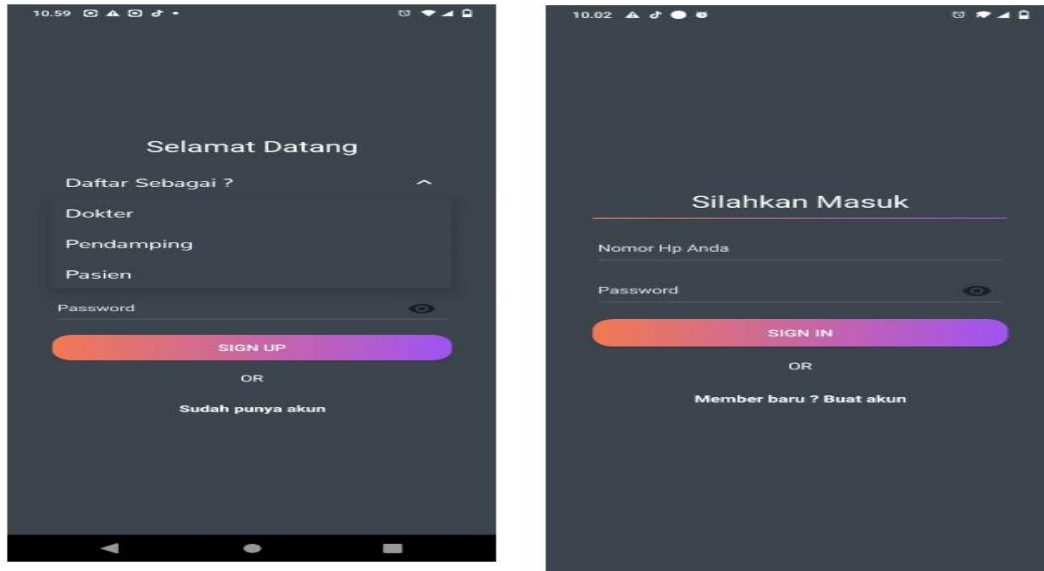 10.59
Selamat Datang
Daftar Sebagai ?
Dokter
Pendamping
Pasien
Password
SIGN UP
OR
Sudah punya akun
10.02
Silahkan Masuk
Nomor Hp Anda
Password
SIGN IN
OR
Member baru ? Buat akun